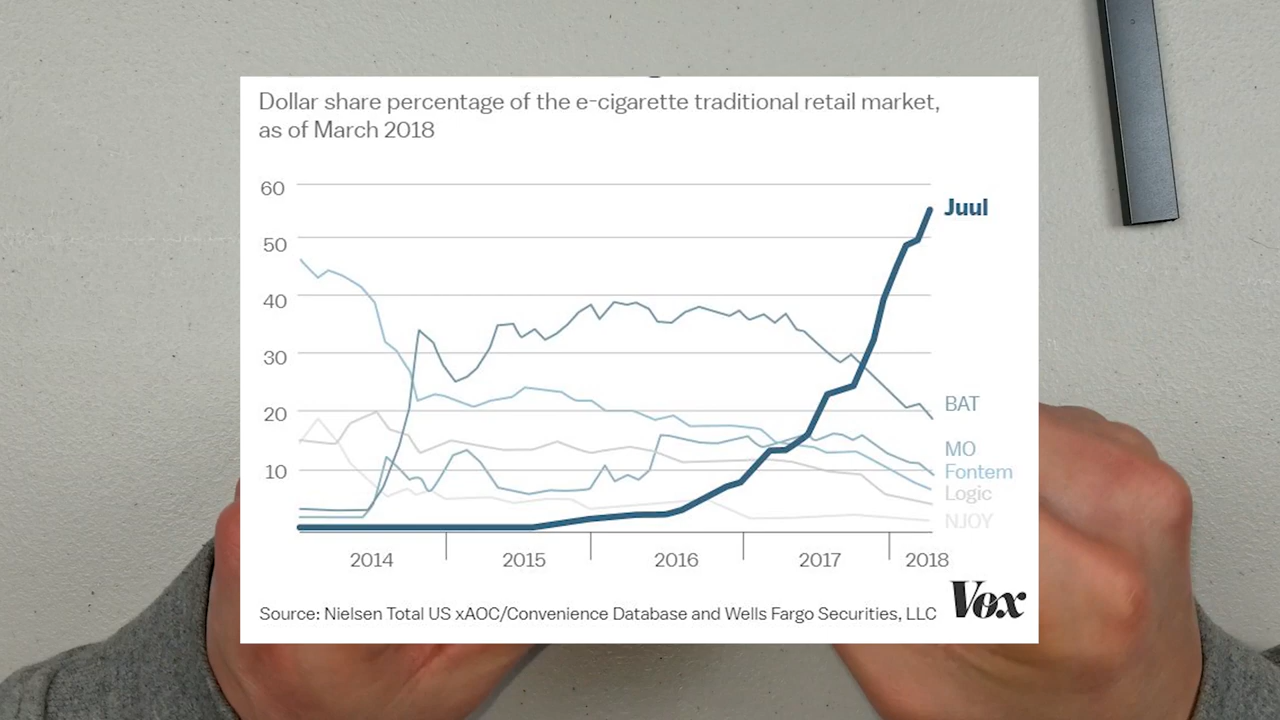 Dollar share percentage of the e-cigarette traditional retail market,
as of March 2018
60
50
40
30
20
10
Juul
BAT
MO
Fontem
Logic
NJOY
2014 2015 2016 2017 2018
Source: Nielsen Total US xAOC/Convenience Database and Wells Fargo Securities, LLC
Vox